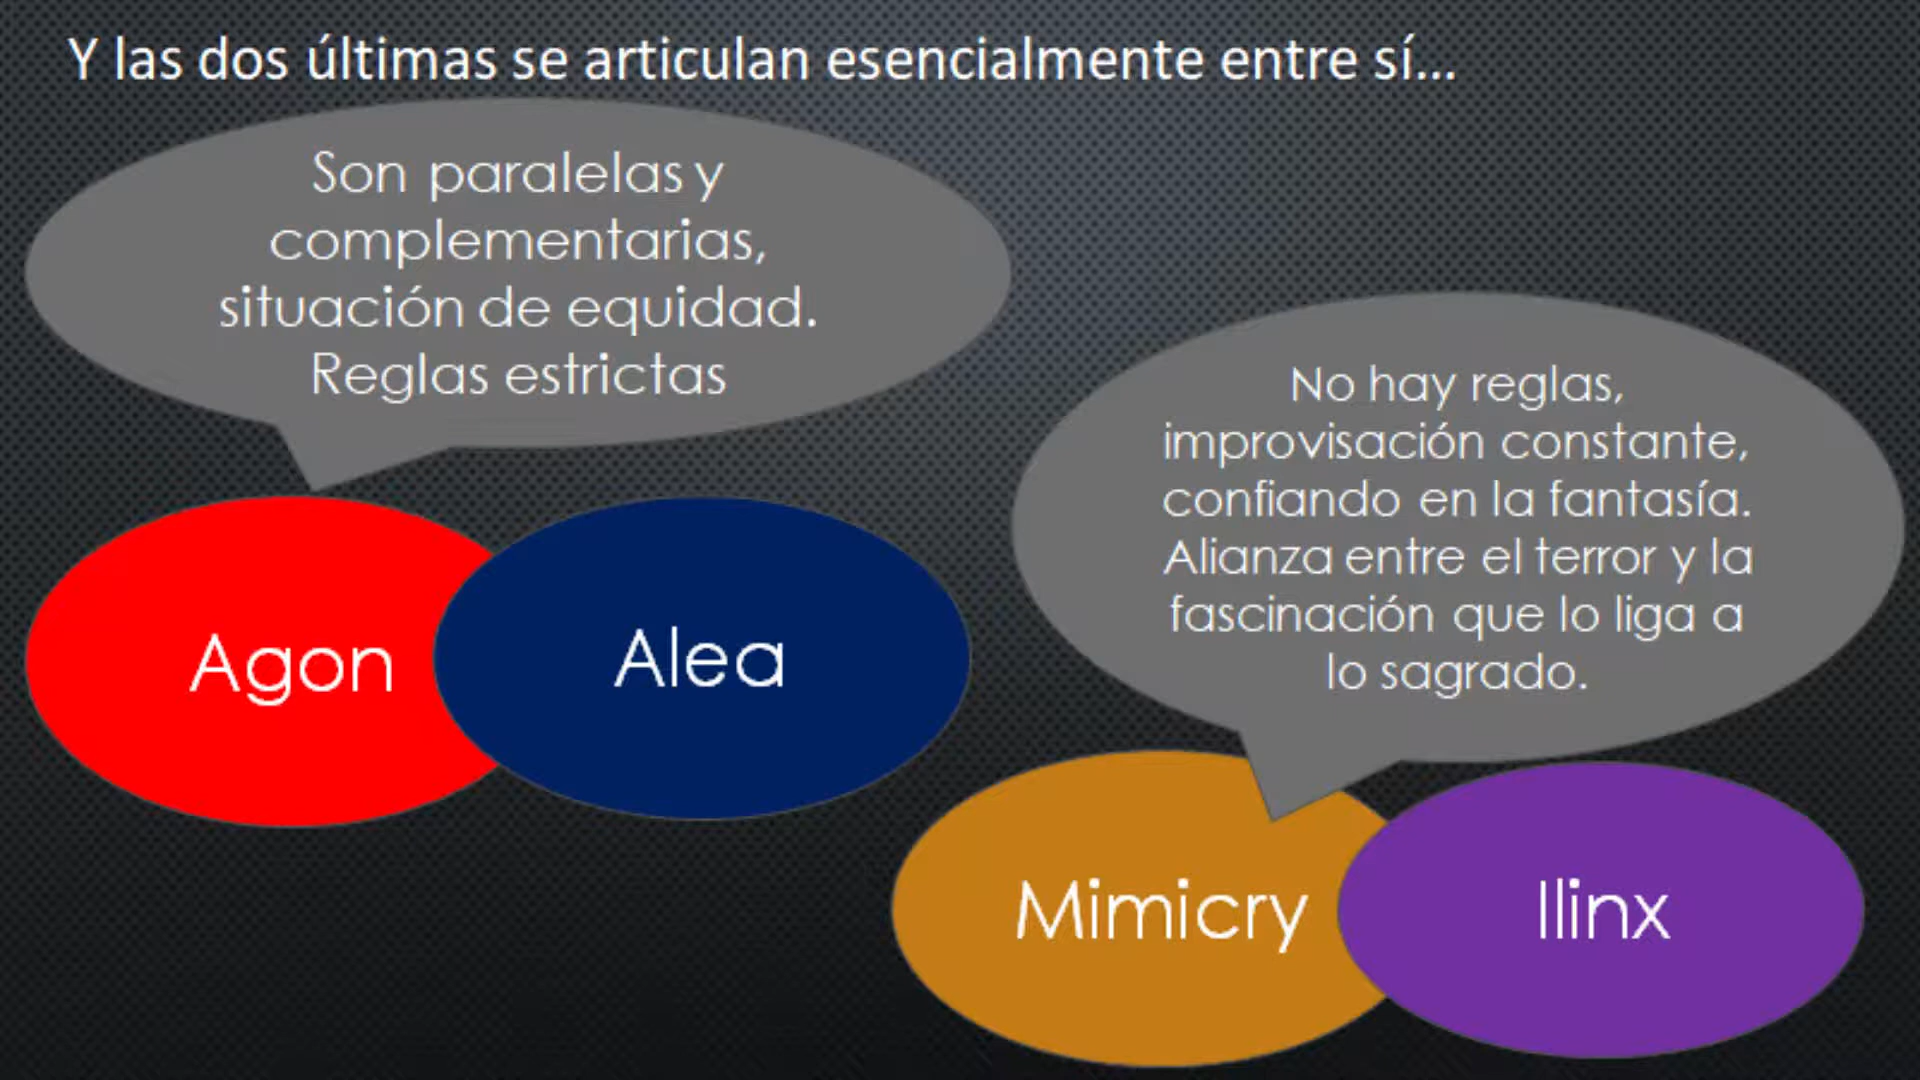 Y las dos últimas se articulan esencialmente entre sí...
Son paralelas y
complementarias,
situación de equidad.
Reglas estrictas
No hay reglas,
improvisación constante,
confiando en la fantasía.
Alianza entre el terror y la
fascinación que lo liga a
lo sagrado.
Agon
Alea
Mimicry
Ilinx